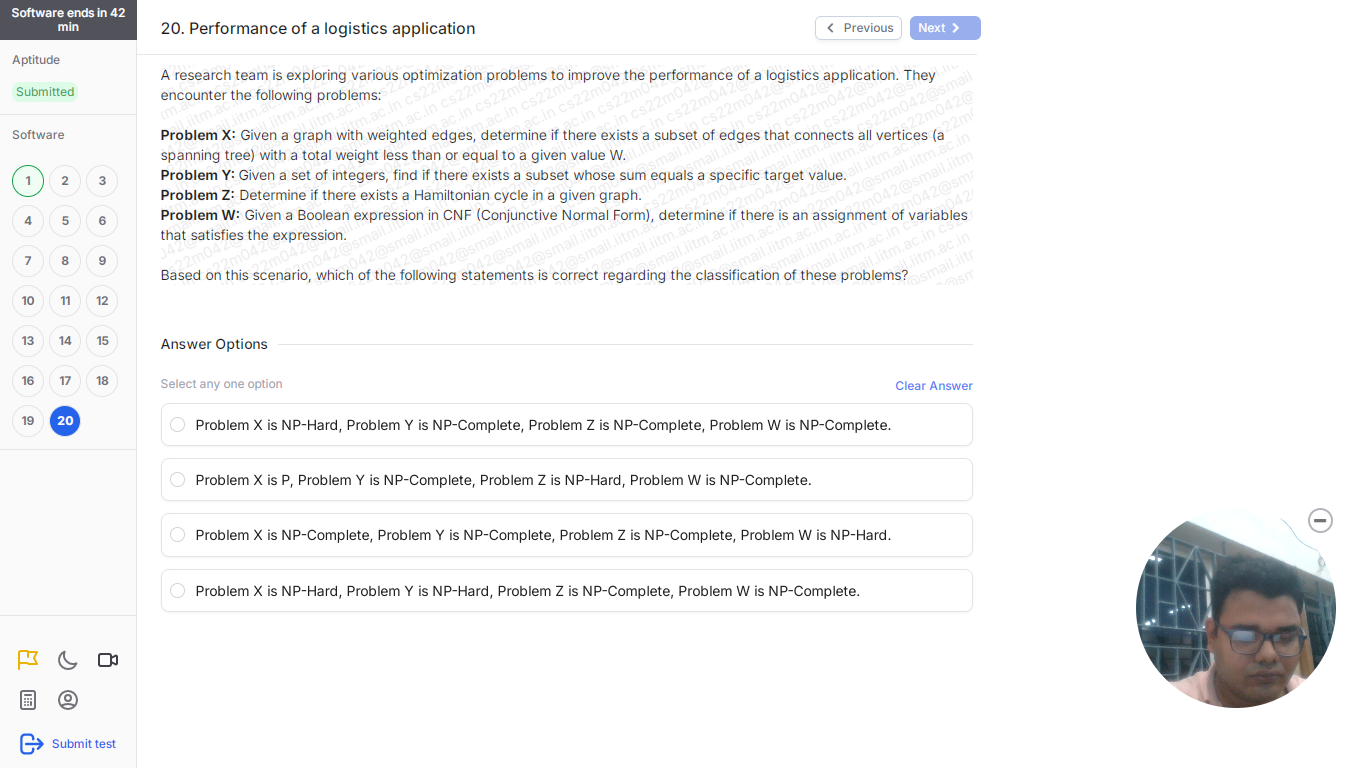 Software ends in 42
min
20. Performance of a logistics application
Previous
Next
Aptitude
Submitted
Software
1 2 3
4 5 6
7 8 9
10 11 12
13 14 15
16 17 18
19 20
A research team is exploring various optimization problems to improve the performance of a logistics application. They
encounter the following problems:
Problem X: Given a graph with weighted edges, determine if there exists a subset of edges that connects all vertices (a
spanning tree) with a total weight less than or equal to a given value W.
Problem Y: Given a set of integers, find if there exists a subset whose sum equals a specific target value.
Problem Z: Determine if there exists a Hamiltonian cycle in a given graph.
Problem W: Given a Boolean expression in CNF (Conjunctive Normal Form), determine if there is an assignment of variables
that satisfies the expression.
Based on this scenario, which of the following statements is correct regarding the classification of these problems?
Answer Options
Select any one option
Clear Answer
Problem X is NP-Hard, Problem Y is NP-Complete, Problem Z is NP-Complete, Problem W is NP-Complete.
Problem X is P, Problem Y is NP-Complete, Problem Z is NP-Hard, Problem W is NP-Complete.
Problem X is NP-Complete, Problem Y is NP-Complete, Problem Z is NP-Complete, Problem W is NP-Hard.
Problem X is NP-Hard, Problem Y is NP-Hard, Problem Z is NP-Complete, Problem W is NP-Complete.
Submit test